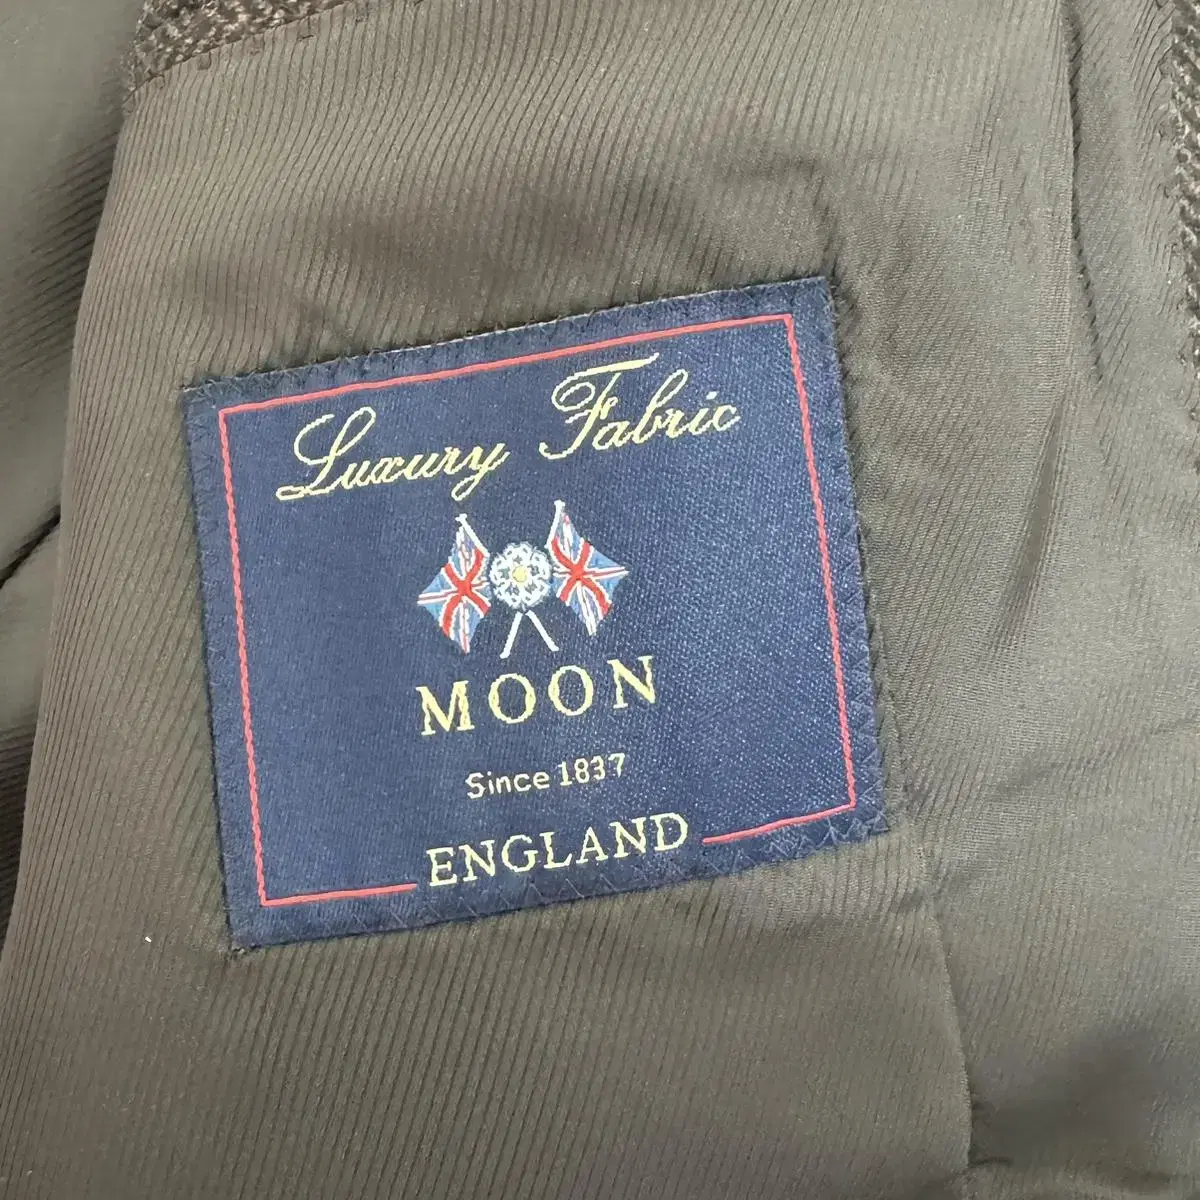 Luxury Fabric
MOON
Since 1837
ENGLAND